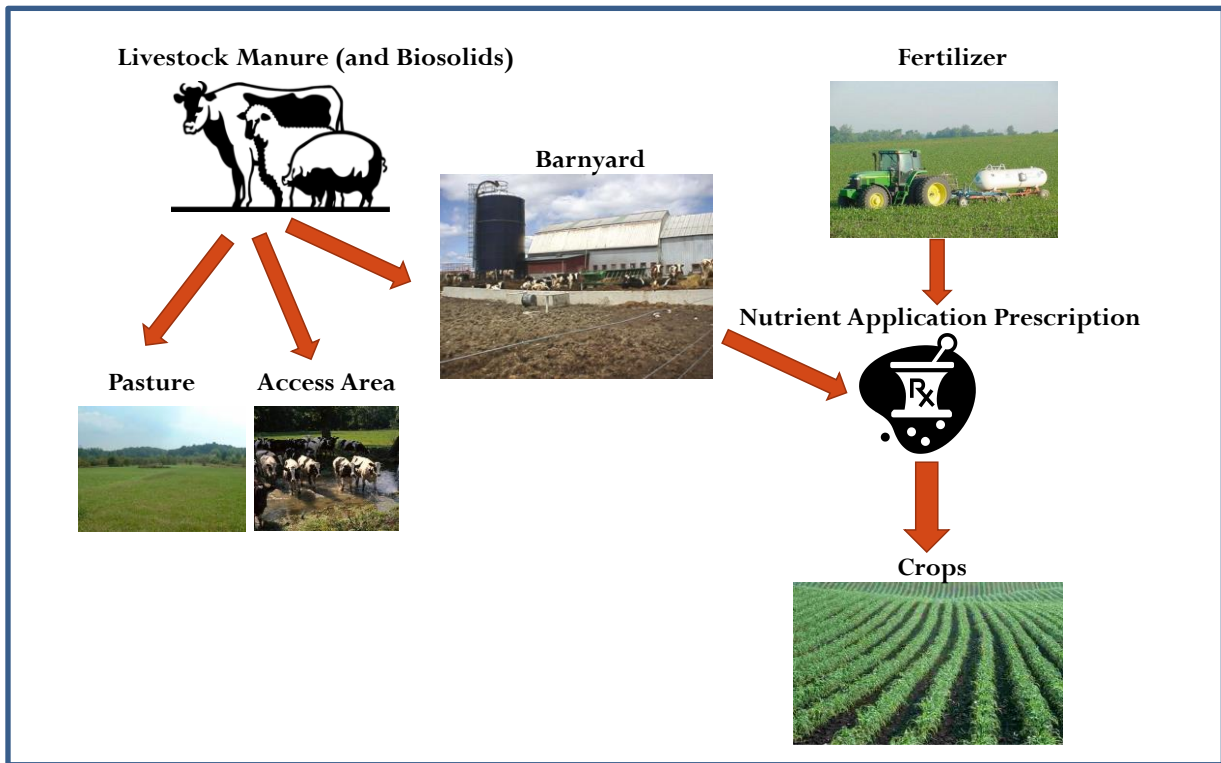 Livestock Manure (and Biosolids)
Fertilizer
Barnyard
Nutrient Application Prescription
Rx
Pasture
Access Area
Crops